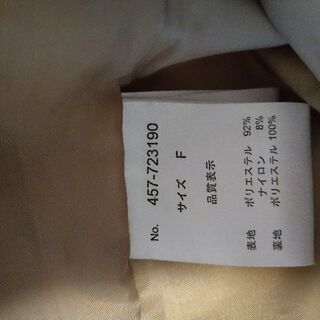 No. 457-723190
サイズ F
品質表示
表地 ポリエステル 92%
ナイロン 8%
裏地 ポリエステル 100%